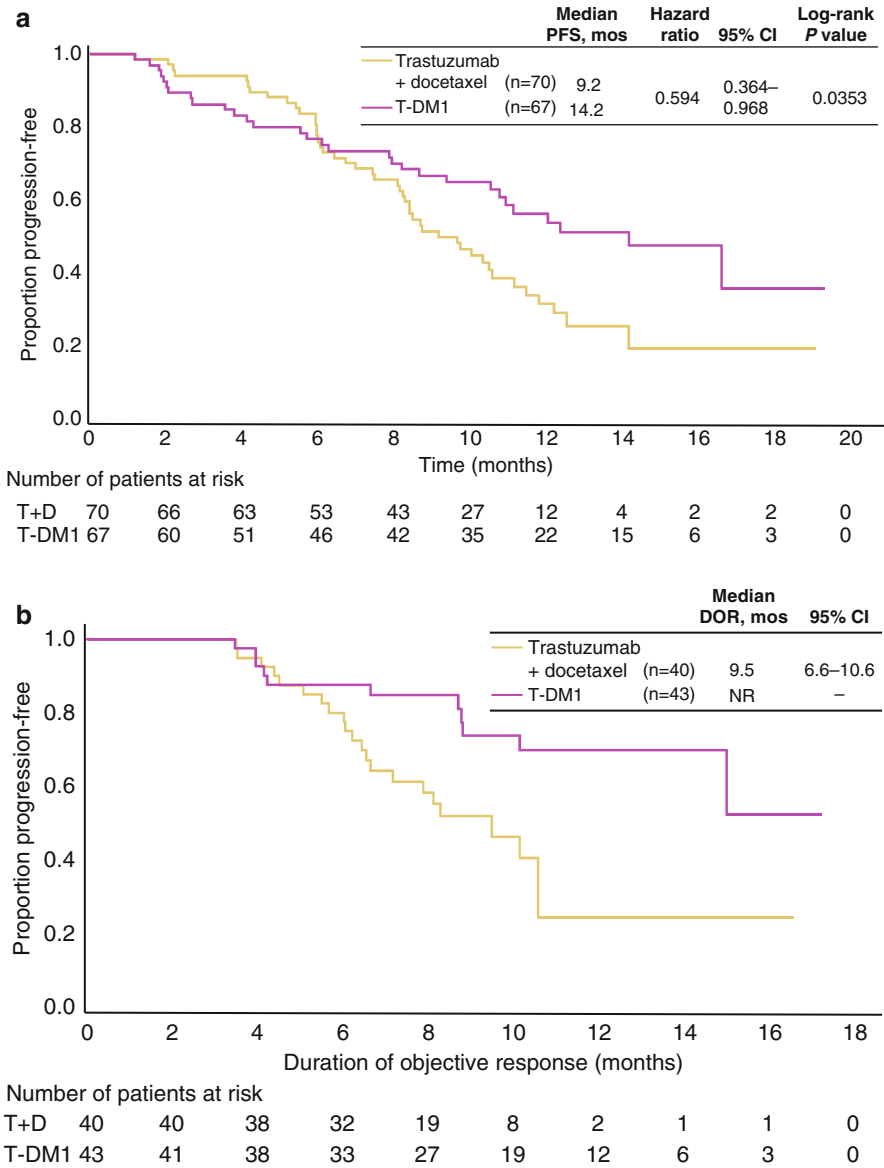 a
Median Hazard Log-rank
PFS, mos ratio 95% CI P value
Trastuzumab
+ docetaxel (n=70) 9.2
T-DM1 (n=67) 14.2
0.594 0.364– 0.0353
0.968
Proportion progression-free
1.0
0.8
0.6
0.4
0.2
0.0
0 2 4 6 8 10 12 14 16 18 20
Time (months)
Number of patients at risk
T+D 70 66 63 53 43 27 12 4 2 2 0
T-DM1 67 60 51 46 42 35 22 15 6 3 0
b
Median
DOR, mos 95% CI
Trastuzumab
+ docetaxel (n=40) 9.5 6.6–10.6
T-DM1 (n=43) NR –
Proportion progression-free
1.0
0.8
0.6
0.4
0.2
0.0
0 2 4 6 8 10 12 14 16 18
Duration of objective response (months)
Number of patients at risk
T+D 40 40 38 32 19 8 2 1 1 0
T-DM1 43 41 38 33 27 19 12 6 3 0